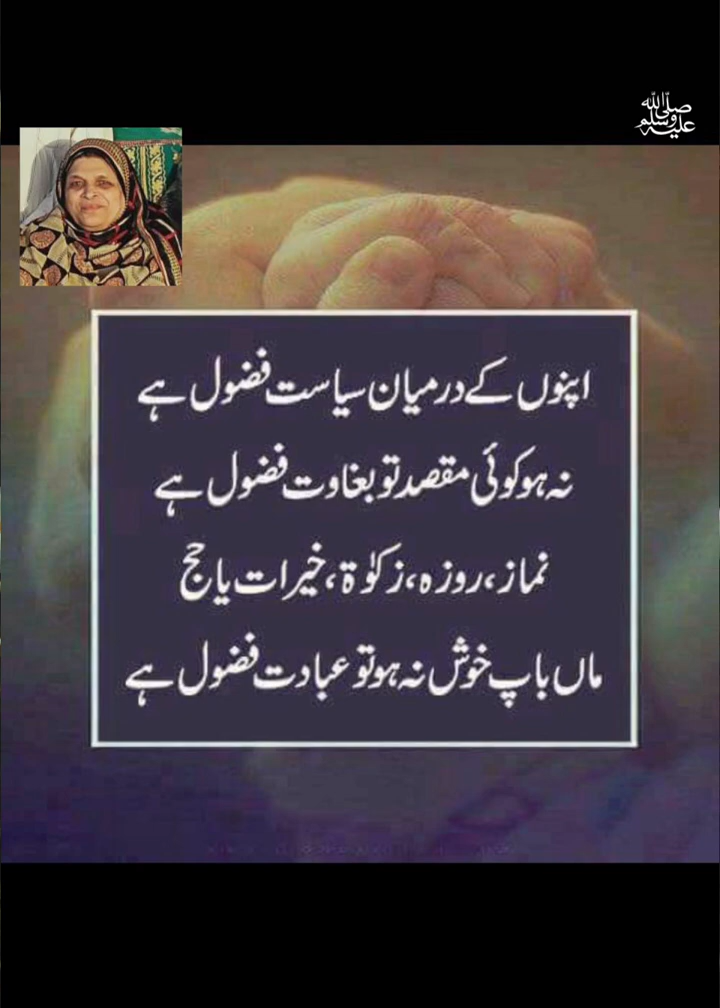 ﷺ
اپنوں کے درمیان سیاست فضول ہے
نہ ہو کوئی مقصد تو بغاوت فضول ہے
نماز، روزہ، زکوٰۃ، خیرات یا حج
ماں باپ خوش نہ ہو تو عبادت فضول ہے